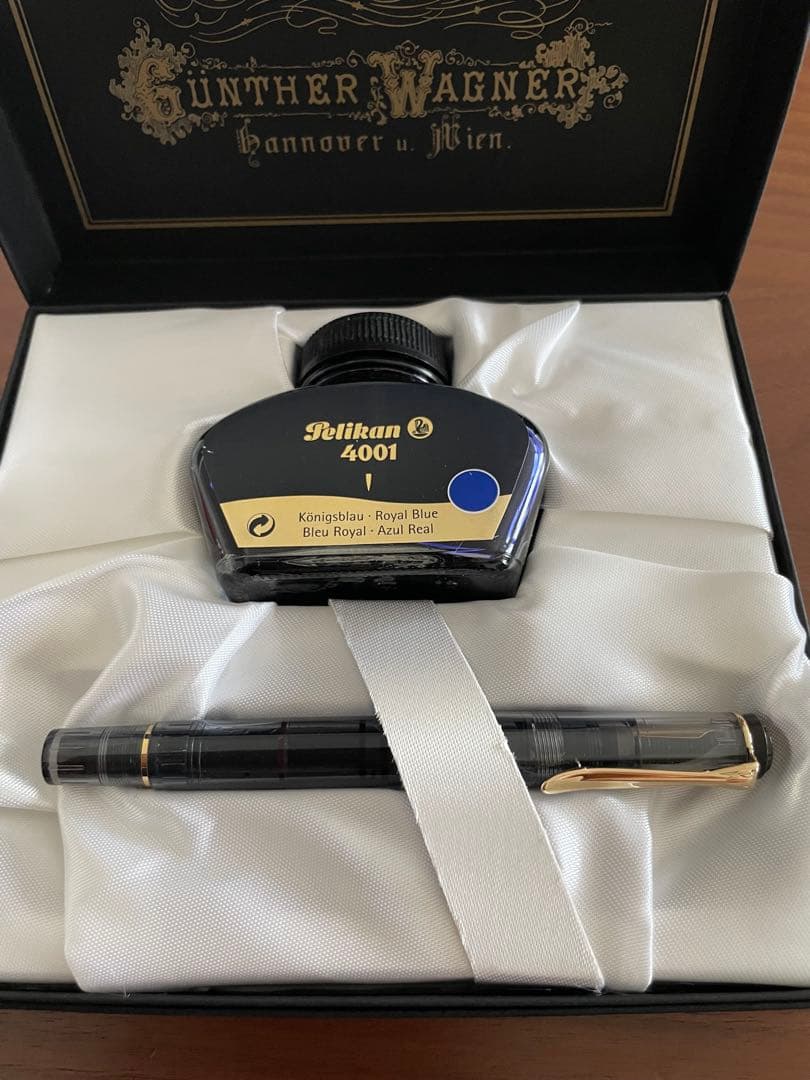 GÜNTHER WAGNER
Hannover u. Wien.
Pelikan
4001
Königsblau · Royal Blue
Bleu Royal · Azul Real